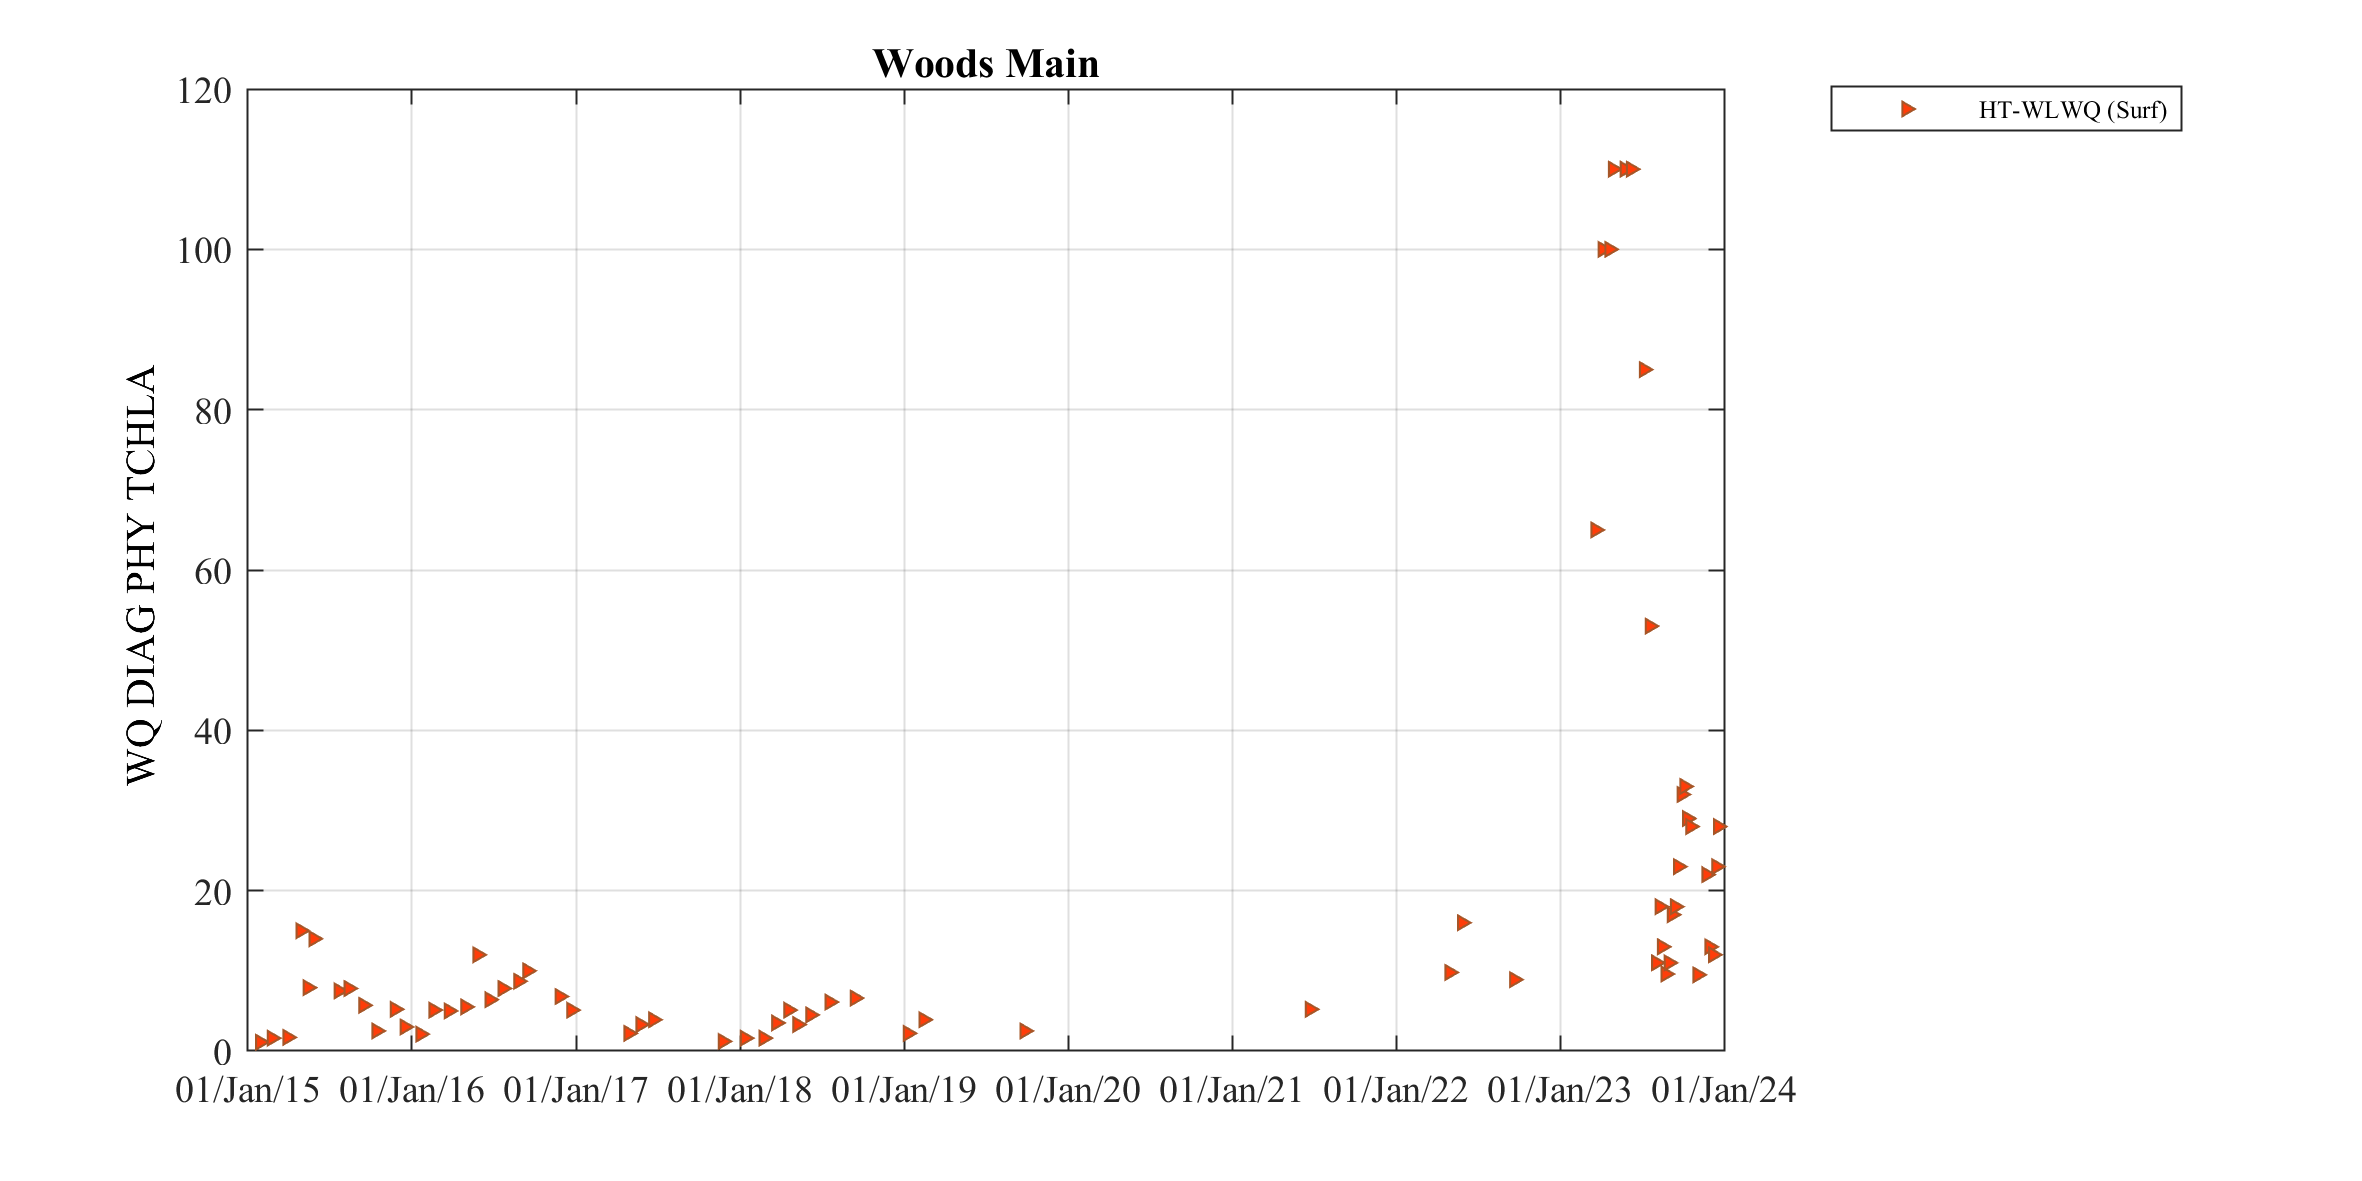 Woods Main
HT-WLWQ (Surf)
WQ DIAG PHY TCHLA
120
100
80
60
40
20
0
01/Jan/15 01/Jan/16 01/Jan/17 01/Jan/18 01/Jan/19 01/Jan/20 01/Jan/21 01/Jan/22 01/Jan/23 01/Jan/24